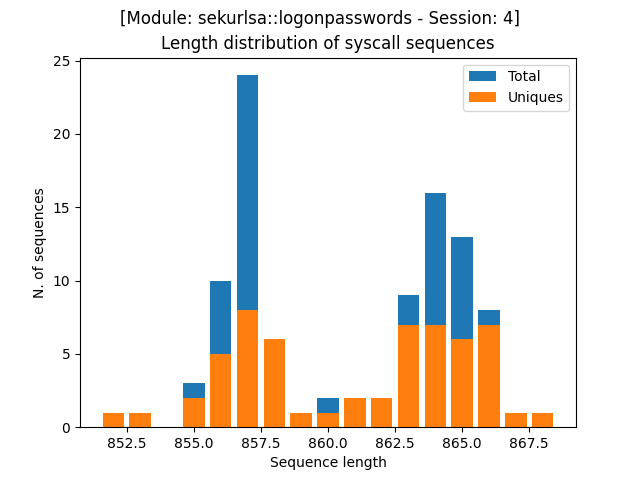 [Module: sekurlsa::logonpasswords - Session: 4]
Length distribution of syscall sequences
Total
Uniques
N. of sequences
25
20
15
10
5
0
852.5 855.0 857.5 860.0 862.5 865.0 867.5
Sequence length